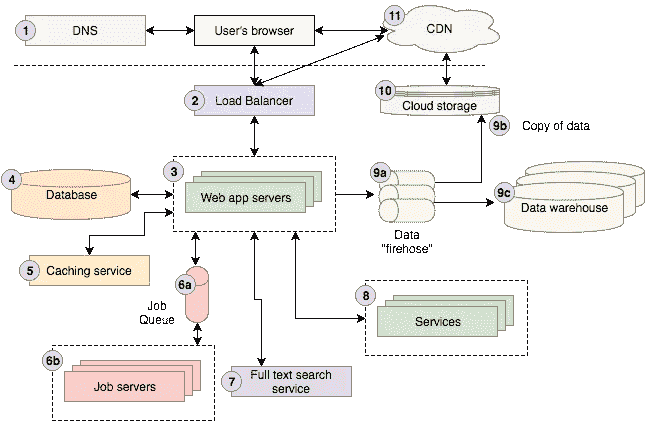 1
DNS
User's browser
11
CDN
2
Load Balancer
10
Cloud storage
9b
Copy of data
3
Web app servers
4
Database
9a
Data
"firehose"
9c
Data warehouse
5
Caching service
6a
Job
Queue
8
Services
6b
Job servers
7
Full text search
service